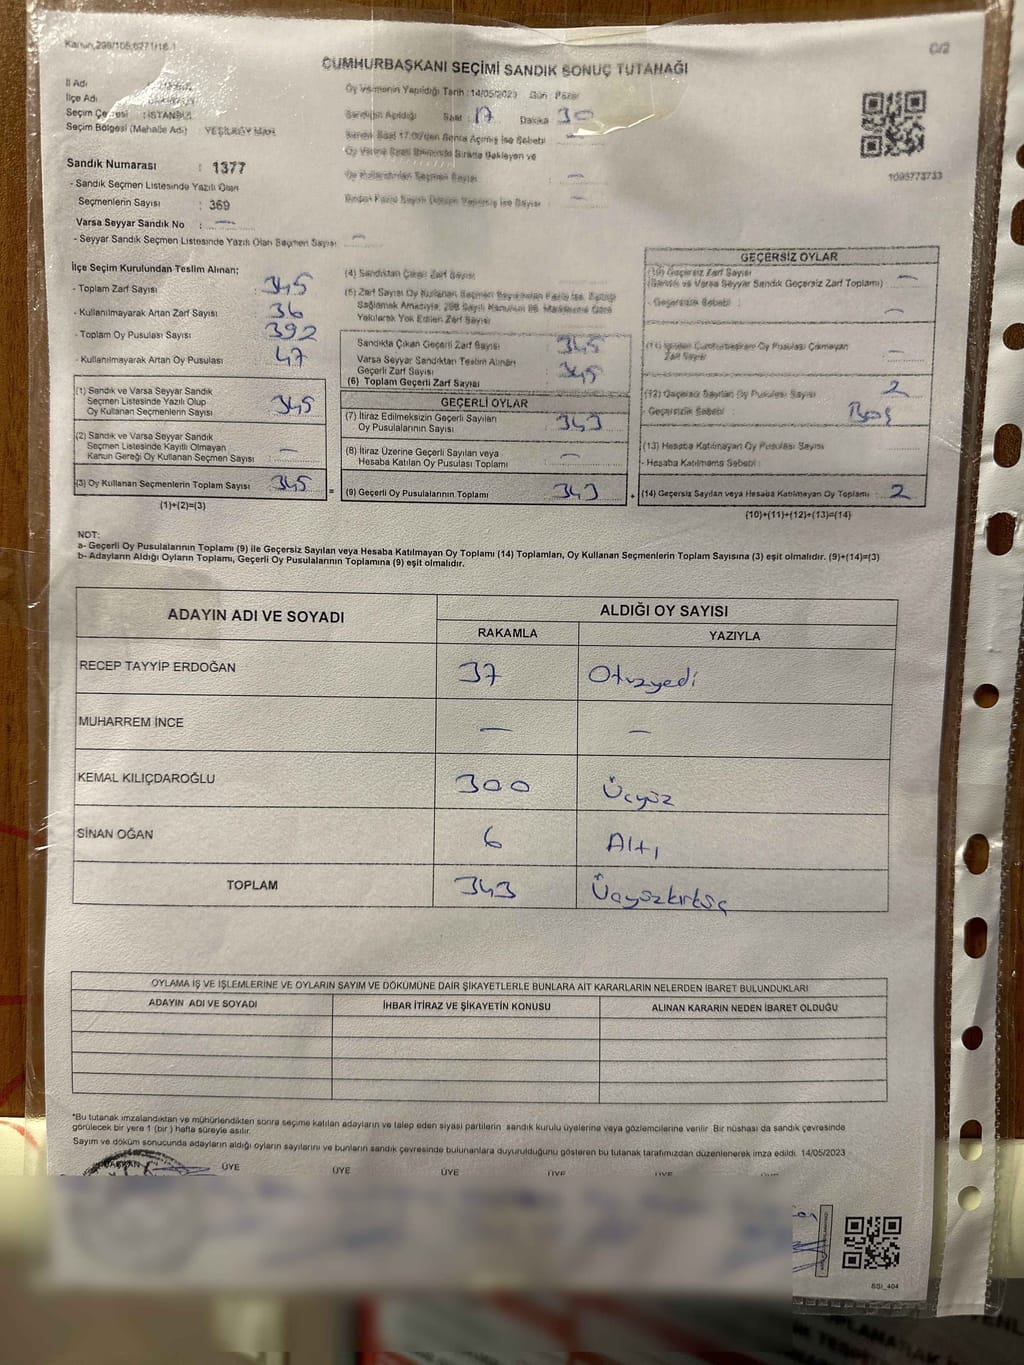 Kanun,298/105,6271/16.1
C/2
CUMHURBAŞKANI SEÇİMİ SANDIK SONUÇ TUTANAĞI
İl Adı
İlçe Adı
Seçim Çevresi : İSTANBUL
Seçim Bölgesi (Mahalle Adı) YEŞİLKÖY MAH.
Oy Vermenin Yapıldığı Tarih :14/05/2023 Gün : Pazar
Sandığın Açıldığı Saat : 17 Dakika 30
Sandık Saat 17:00'den Sonra Açılmış İse Sebebi —
Oy Verme Saati Bitiminde Sırada Bekleyen ve
Oy Kullandırılan Seçmen Sayısı : —
1095773733
Sandık Numarası : 1377
- Sandık Seçmen Listesinde Yazılı Olan
Seçmenlerin Sayısı : 369
Varsa Seyyar Sandık No : —
- Seyyar Sandık Seçmen Listesinde Yazılı Olan Seçmen Sayısı : —
İlçe Seçim Kurulundan Teslim Alınan;
- Toplam Zarf Sayısı : 345
- Kullanılmayarak Artan Zarf Sayısı : 36
- Toplam Oy Pusulası Sayısı : 392
- Kullanılmayarak Artan Oy Pusulası : 47
(1) Sandık ve Varsa Seyyar Sandık
Seçmen Listesinde Yazılı Olup
Oy Kullanan Seçmenlerin Sayısı : 345
(2) Sandık ve Varsa Seyyar Sandık
Seçmen Listesinde Kayıtlı Olmayan
Kanun Gereği Oy Kullanan Seçmen Sayısı : —
(3) Oy Kullanan Seçmenlerin Toplam Sayısı : 345
(1)+(2)=(3)
(4) Sandıktan Çıkan Zarf Sayısı
(5) Zarf Sayısı Oy Kullanan Seçmen Sayısından Fazla İse, Eşitliği
Sağlamak Amacıyla, 298 Sayılı Kanunun 98. Maddesine Göre
Yakılarak Yok Edilen Zarf Sayısı
Sandıkta Çıkan Geçerli Zarf Sayısı 345
Varsa Seyyar Sandıktan Teslim Alınan
Geçerli Zarf Sayısı 345
(6) Toplam Geçerli Zarf Sayısı
GEÇERLİ OYLAR
(7) İtiraz Edilmeksizin Geçerli Sayılan
Oy Pusulalarının Sayısı : 343
(8) İtiraz Üzerine Geçerli Sayılan veya
Hesaba Katılan Oy Pusulası Toplamı : —
(9) Geçerli Oy Pusulalarının Toplamı : 343
=
+
GEÇERSİZ OYLAR
(10) Geçersiz Zarf Sayısı
(Sandık ve Varsa Seyyar Sandık Geçersiz Zarf Toplamı) : —
- Geçersizlik Sebebi : —
(11) İçinden Cumhurbaşkanı Oy Pusulası Çıkmayan
Zarf Sayısı : —
(12) Geçersiz Sayılan Oy Pusulası Sayısı : 2
- Geçersizlik Sebebi : Boş
(13) Hesaba Katılmayan Oy Pusulası Sayısı
- Hesaba Katılmama Sebebi :
(14) Geçersiz Sayılan veya Hesaba Katılmayan Oy Toplamı : 2
(10)+(11)+(12)+(13)=(14)
NOT:
a- Geçerli Oy Pusulalarının Toplamı (9) ile Geçersiz Sayılan veya Hesaba Katılmayan Oy Toplamı (14) Toplamları, Oy Kullanan Seçmenlerin Toplam Sayısına (3) eşit olmalıdır. (9)+(14)=(3)
b- Adayların Aldığı Oyların Toplamı, Geçerli Oy Pusulalarının Toplamına (9) eşit olmalıdır.
ADAYIN ADI VE SOYADI
ALDIĞI OY SAYISI
RAKAMLA YAZIYLA
RECEP TAYYİP ERDOĞAN 37 Otuzyedi
MUHARREM İNCE — —
KEMAL KILIÇDAROĞLU 300 Üçyüz
SİNAN OĞAN 6 Altı
TOPLAM 343 Üçyüzkırküç
OYLAMA İŞ VE İŞLEMLERİNE VE OYLARIN SAYIM VE DÖKÜMÜNE DAİR ŞİKAYETLERLE BUNLARA AİT KARARLARIN NELERDEN İBARET BULUNDUKLARI
ADAYIN ADI VE SOYADI İHBAR İTİRAZ VE ŞİKAYETİN KONUSU ALINAN KARARIN NEDEN İBARET OLDUĞU
*Bu tutanak imzalandıktan ve mühürlendikten sonra seçime katılan adayların ve talep eden siyasi partilerin sandık kurulu üyelerine veya gözlemcilerine verilir Bir nüshası da sandık çevresinde
görülecek bir yere 1 (bir) hafta süreyle asılır.
Sayım ve döküm sonucunda adayların aldığı oyların sayılarını ve bunların sandık çevresinde bulunanlara duyurulduğunu gösteren bu tutanak tarafımızdan düzenlenerek imza edildi. 14/05/2023
BAŞKAN ÜYE ÜYE ÜYE ÜYE ÜYE ÜYE
SSI_404